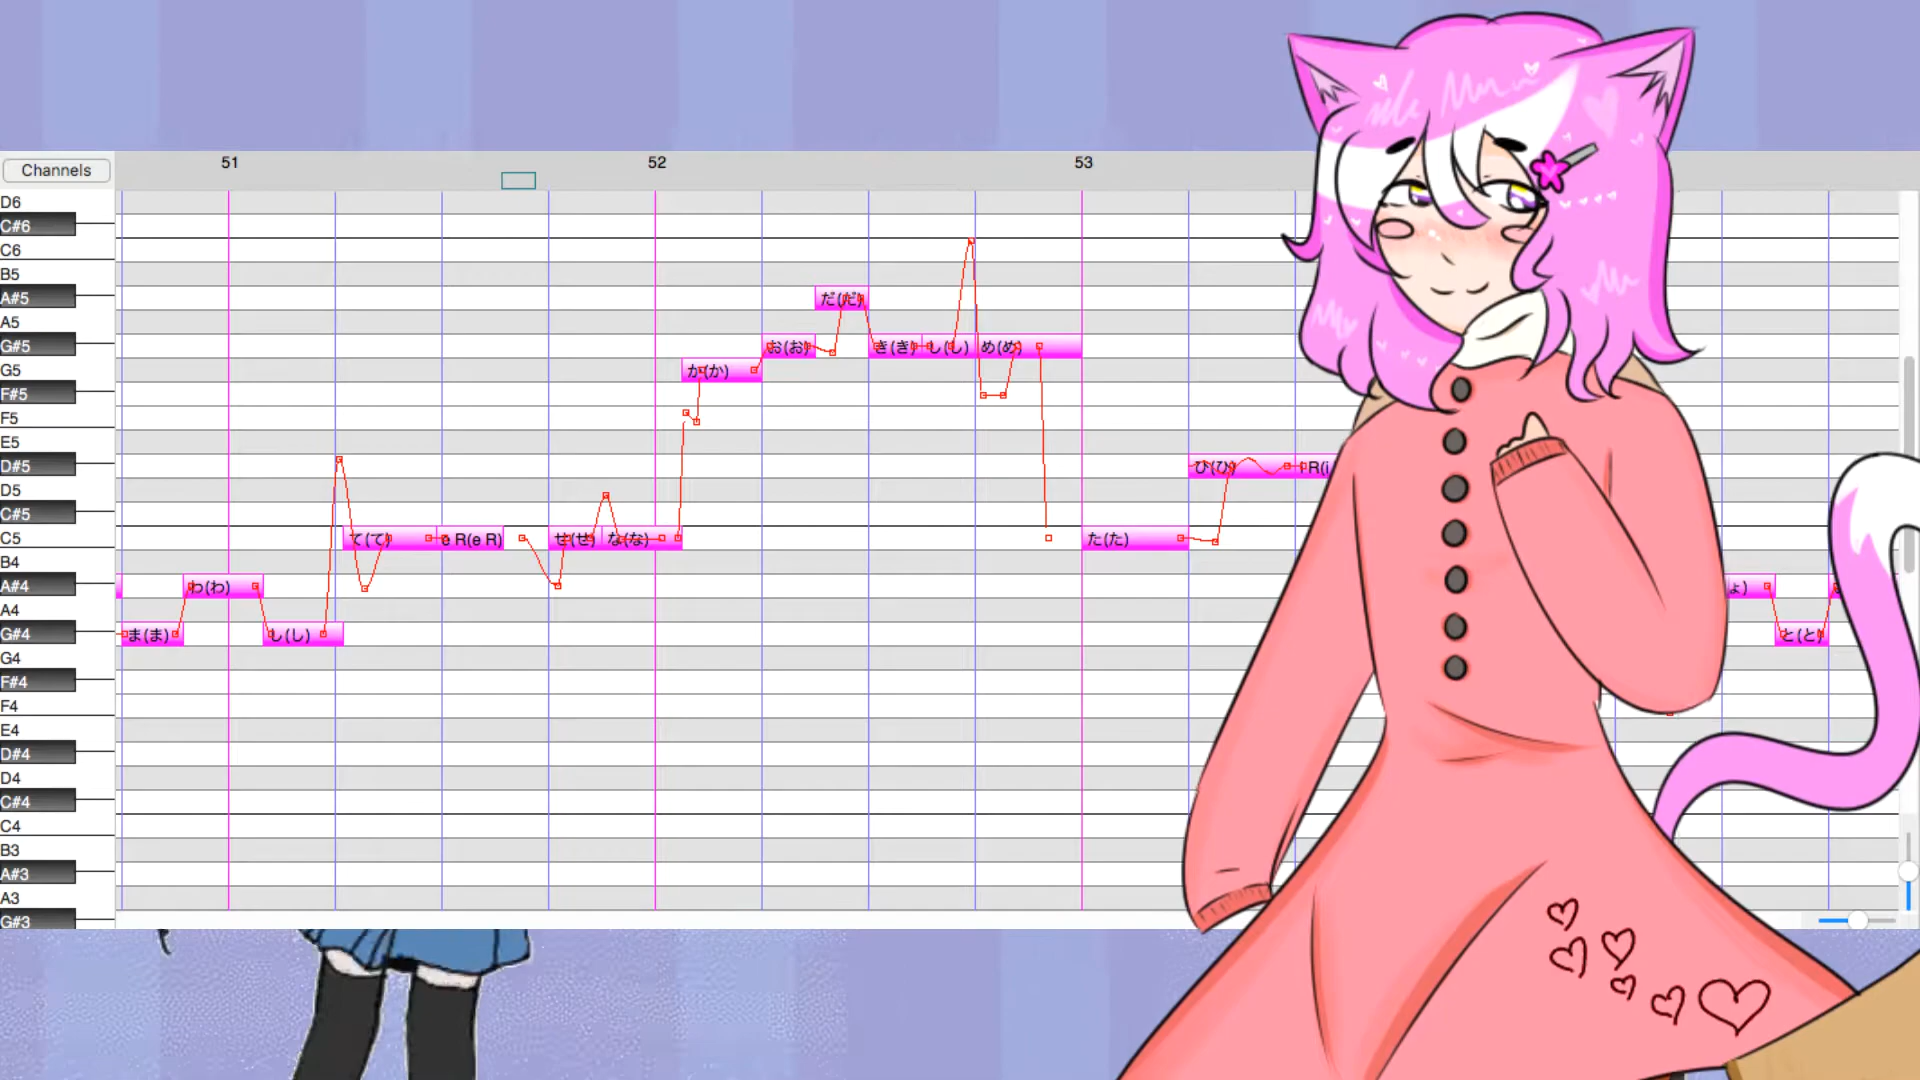 51 52 53
Channels
D6
C#6
C6
B5
A#5 だ(だ)
A5
G#5 お(お) き(き) し(し) め(め)
G5 か(か)
F#5
F5
E5
D#5 び(び) R(i
D5
C#5
C5 て(て) e R(e R) せ(せ) な(な) た(た)
B4
A#4 わ(わ) ょ)
A4
G#4 ま(ま) し(し) と(と)
G4
F#4
F4
E4
D#4
D4
C#4
C4
B3
A#3
A3
G#3